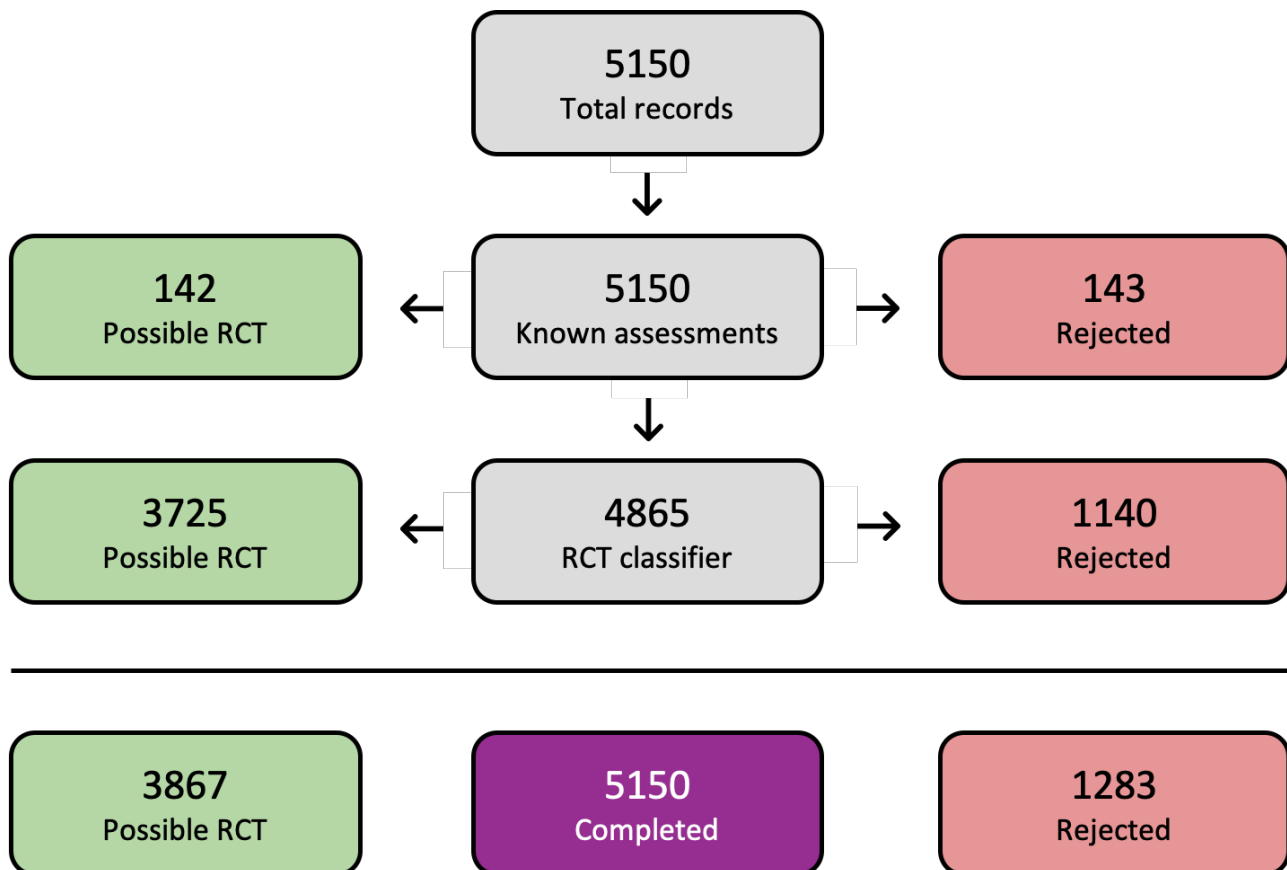 5150
Total records
142
Possible RCT
5150
Known assessments
143
Rejected
3725
Possible RCT
4865
RCT classifier
1140
Rejected
3867
Possible RCT
5150
Completed
1283
Rejected